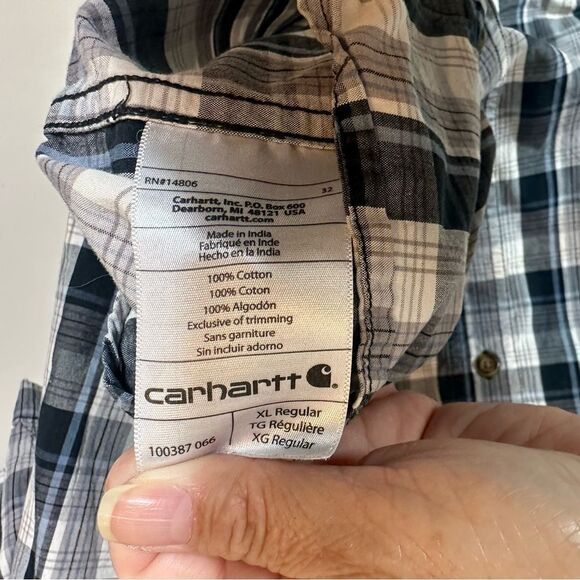 RN#14806 32
Carhartt, Inc. P.O. Box 600
Dearborn, MI 48121 USA
carhartt.com
Made in India
Fabriqué en Inde
Hecho en la India
100% Cotton
100% Coton
100% Algodón
Exclusive of trimming
Sans garniture
Sin incluir adorno
carhartt
100387 066
XL Regular
TG Régulière
XG Regular